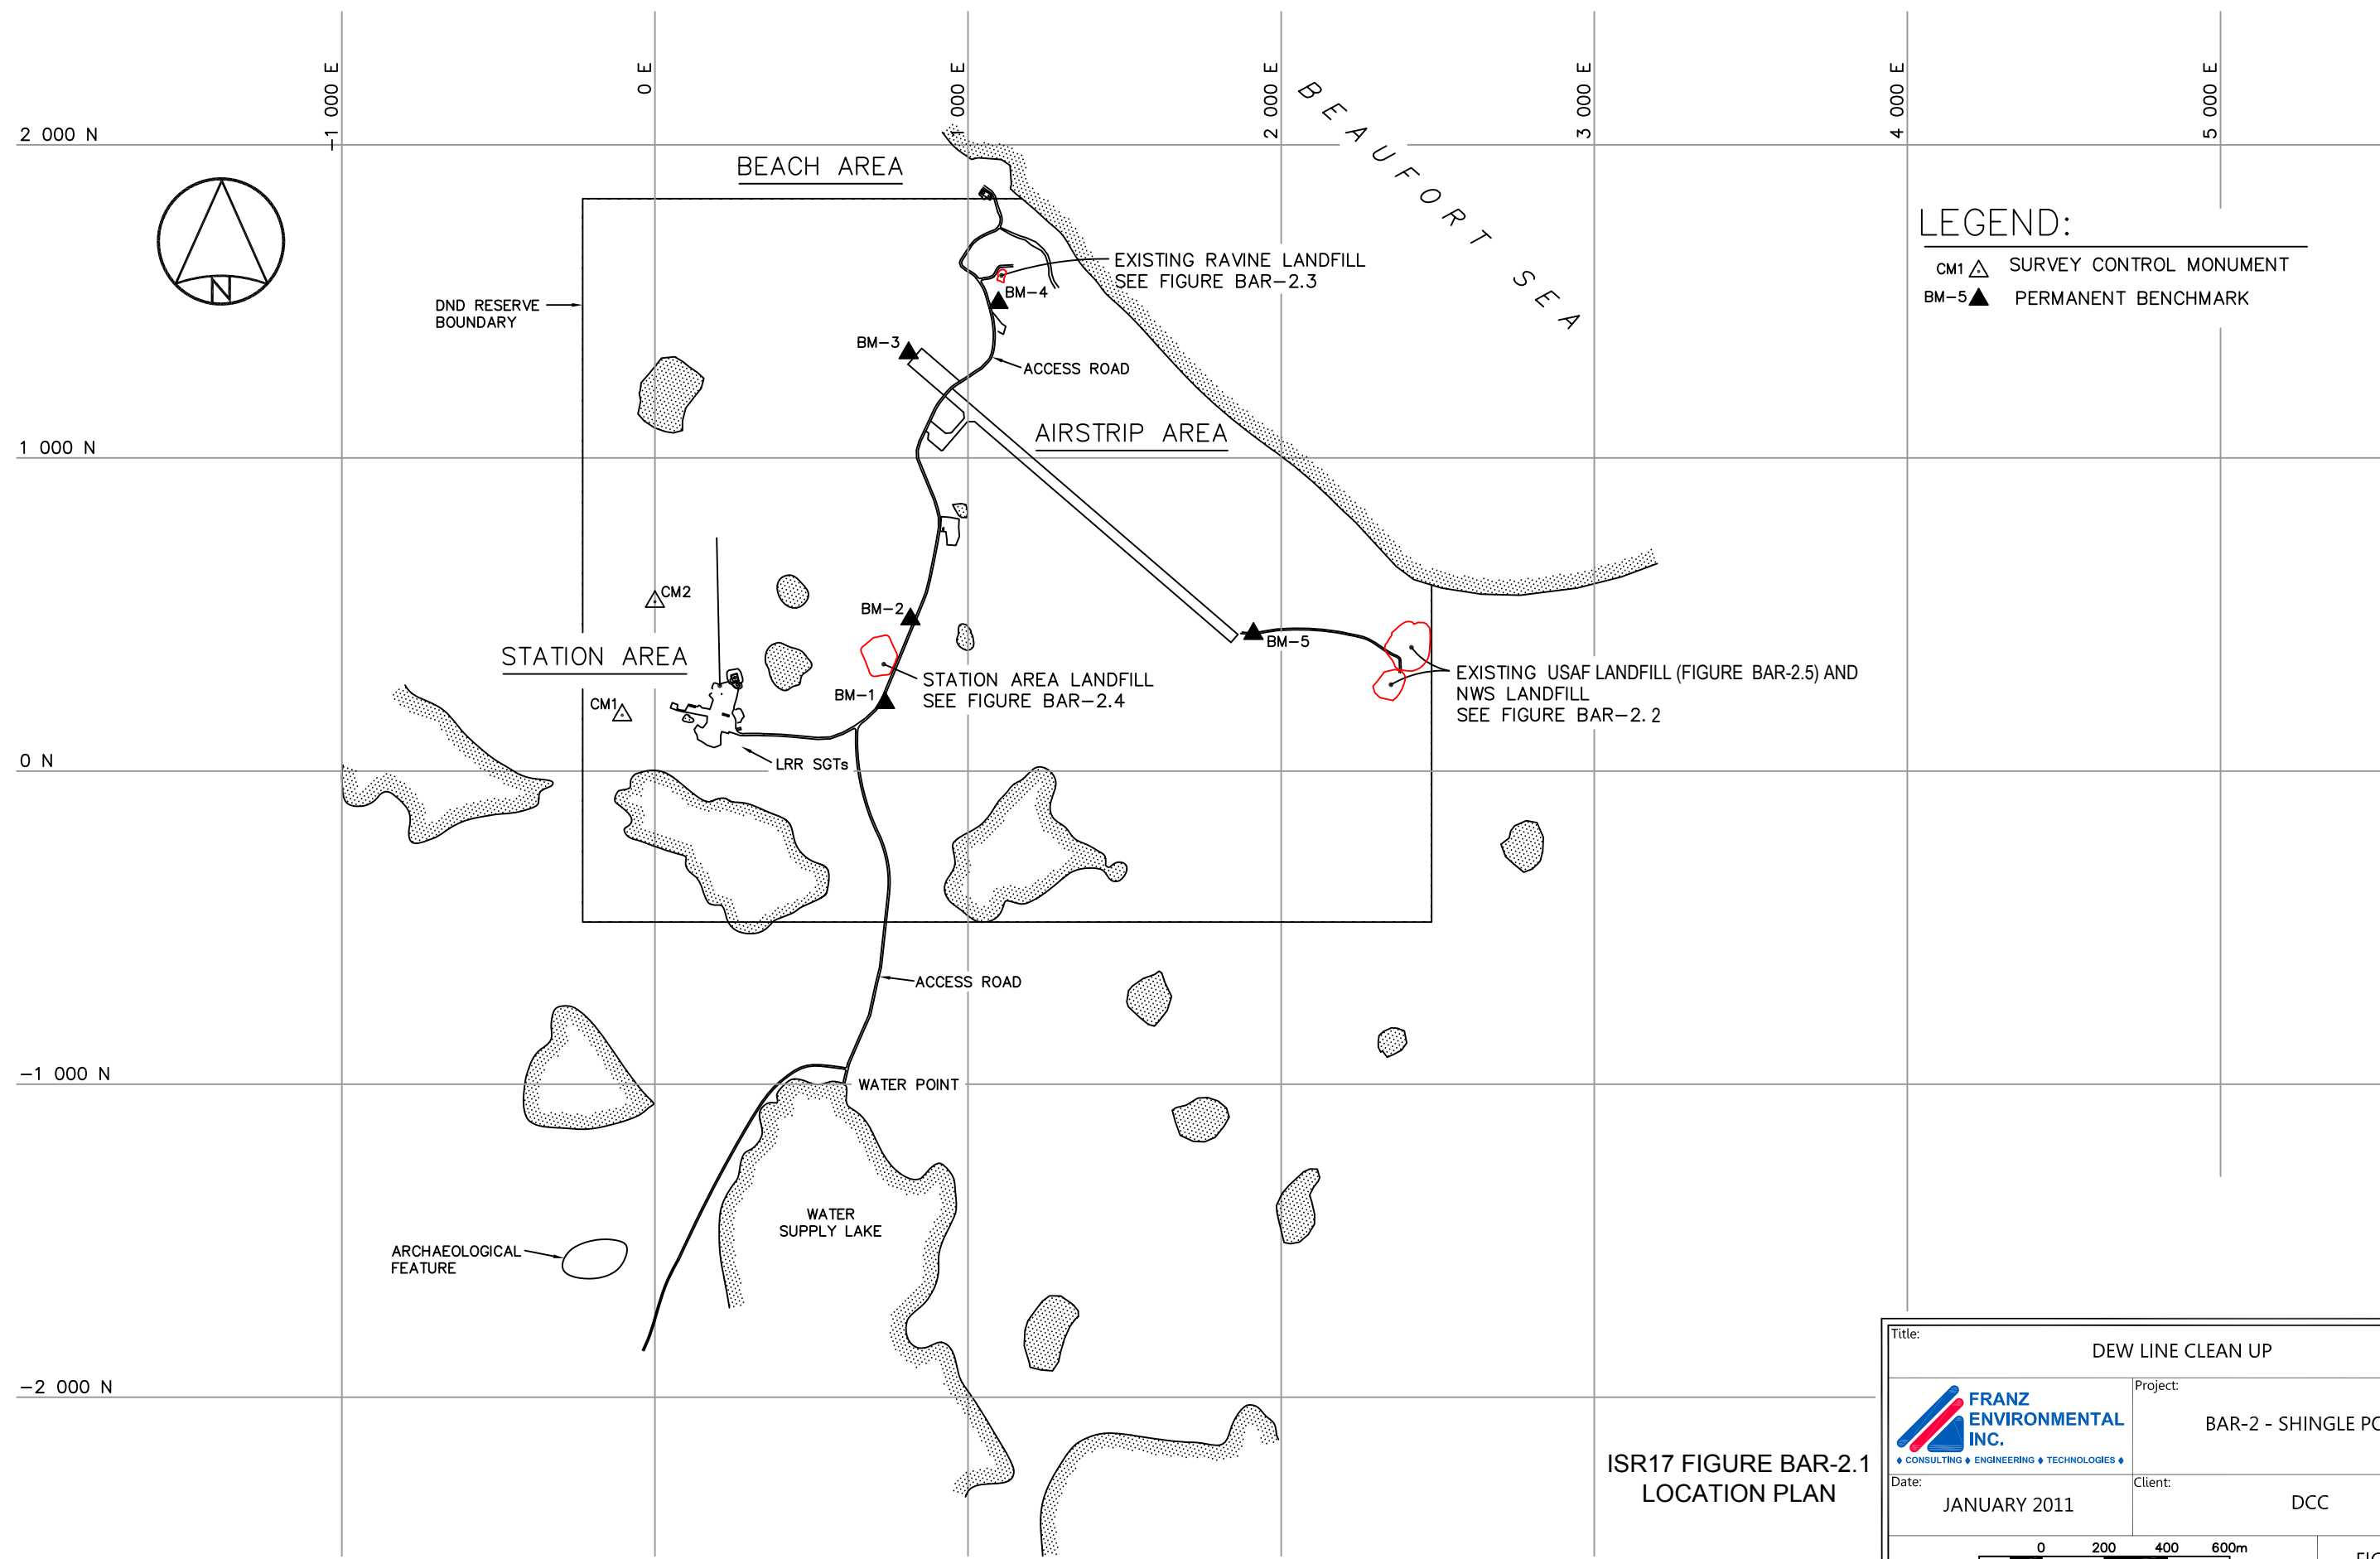 -1 000 E
0 E
000 E
2 000 E
3 000 E
4 000 E
5 000 E
2 000 N
BEAUFORT SEA
BEACH AREA
N
LEGEND:
CM1 SURVEY CONTROL MONUMENT
BM-5 PERMANENT BENCHMARK
EXISTING RAVINE LANDFILL
SEE FIGURE BAR-2.3
BM-4
DND RESERVE
BOUNDARY
BM-3
ACCESS ROAD
AIRSTRIP AREA
1 000 N
CM2
BM-2
BM-5
STATION AREA
STATION AREA LANDFILL
SEE FIGURE BAR-2.4
BM-1
EXISTING USAF LANDFILL (FIGURE BAR-2.5) AND
NWS LANDFILL
SEE FIGURE BAR-2.2
CM1
0 N
LRR SGTs
ACCESS ROAD
-1 000 N
WATER POINT
WATER
SUPPLY LAKE
ARCHAEOLOGICAL
FEATURE
-2 000 N
ISR17 FIGURE BAR-2.1
LOCATION PLAN
Title:
DEW LINE CLEAN UP
FRANZ
ENVIRONMENTAL
INC.
CONSULTING ♦ ENGINEERING ♦ TECHNOLOGIES
Project:
BAR-2 - SHINGLE
Date:
JANUARY 2011
Client:
DCC
0 200 400 600m